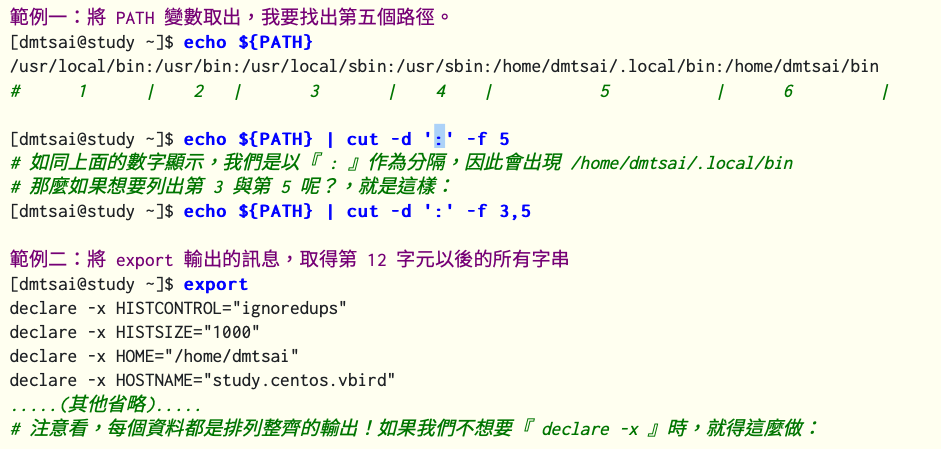 範例一：將 PATH 變數取出，我要找出第五個路徑。
[dmtsai@study ~]$ echo ${PATH}
/usr/local/bin:/usr/bin:/usr/local/sbin:/usr/sbin:/home/dmtsai/.local/bin:/home/dmtsai/bin
# 1 | 2 | 3 | 4 | 5 | 6 |
[dmtsai@study ~]$ echo ${PATH} | cut -d ':' -f 5
# 如同上面的數字顯示，我們是以『 : 』作為分隔，因此會出現 /home/dmtsai/.local/bin
# 那麼如果想要列出第 3 與第 5 呢？，就是這樣：
[dmtsai@study ~]$ echo ${PATH} | cut -d ':' -f 3,5
範例二：將 export 輸出的訊息，取得第 12 字元以後的所有字串
[dmtsai@study ~]$ export
declare -x HISTCONTROL="ignoredups"
declare -x HISTSIZE="1000"
declare -x HOME="/home/dmtsai"
declare -x HOSTNAME="study.centos.vbird"
.....(其他省略).....
# 注意看，每個資料都是排列整齊的輸出！如果我們不想要『 declare -x 』時，就得這麼做：